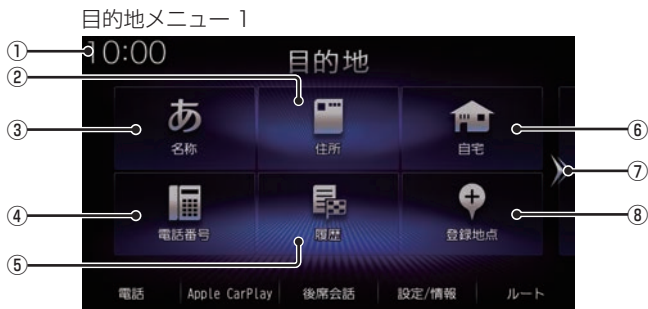 目的地メニュー 1
① 10:00 目的地
②
③ あ ⑥
名称 住所 自宅
⑦
④ ⑧
電話番号 履歴 登録地点
⑤
電話 Apple CarPlay 後席会話 設定/情報 ルート